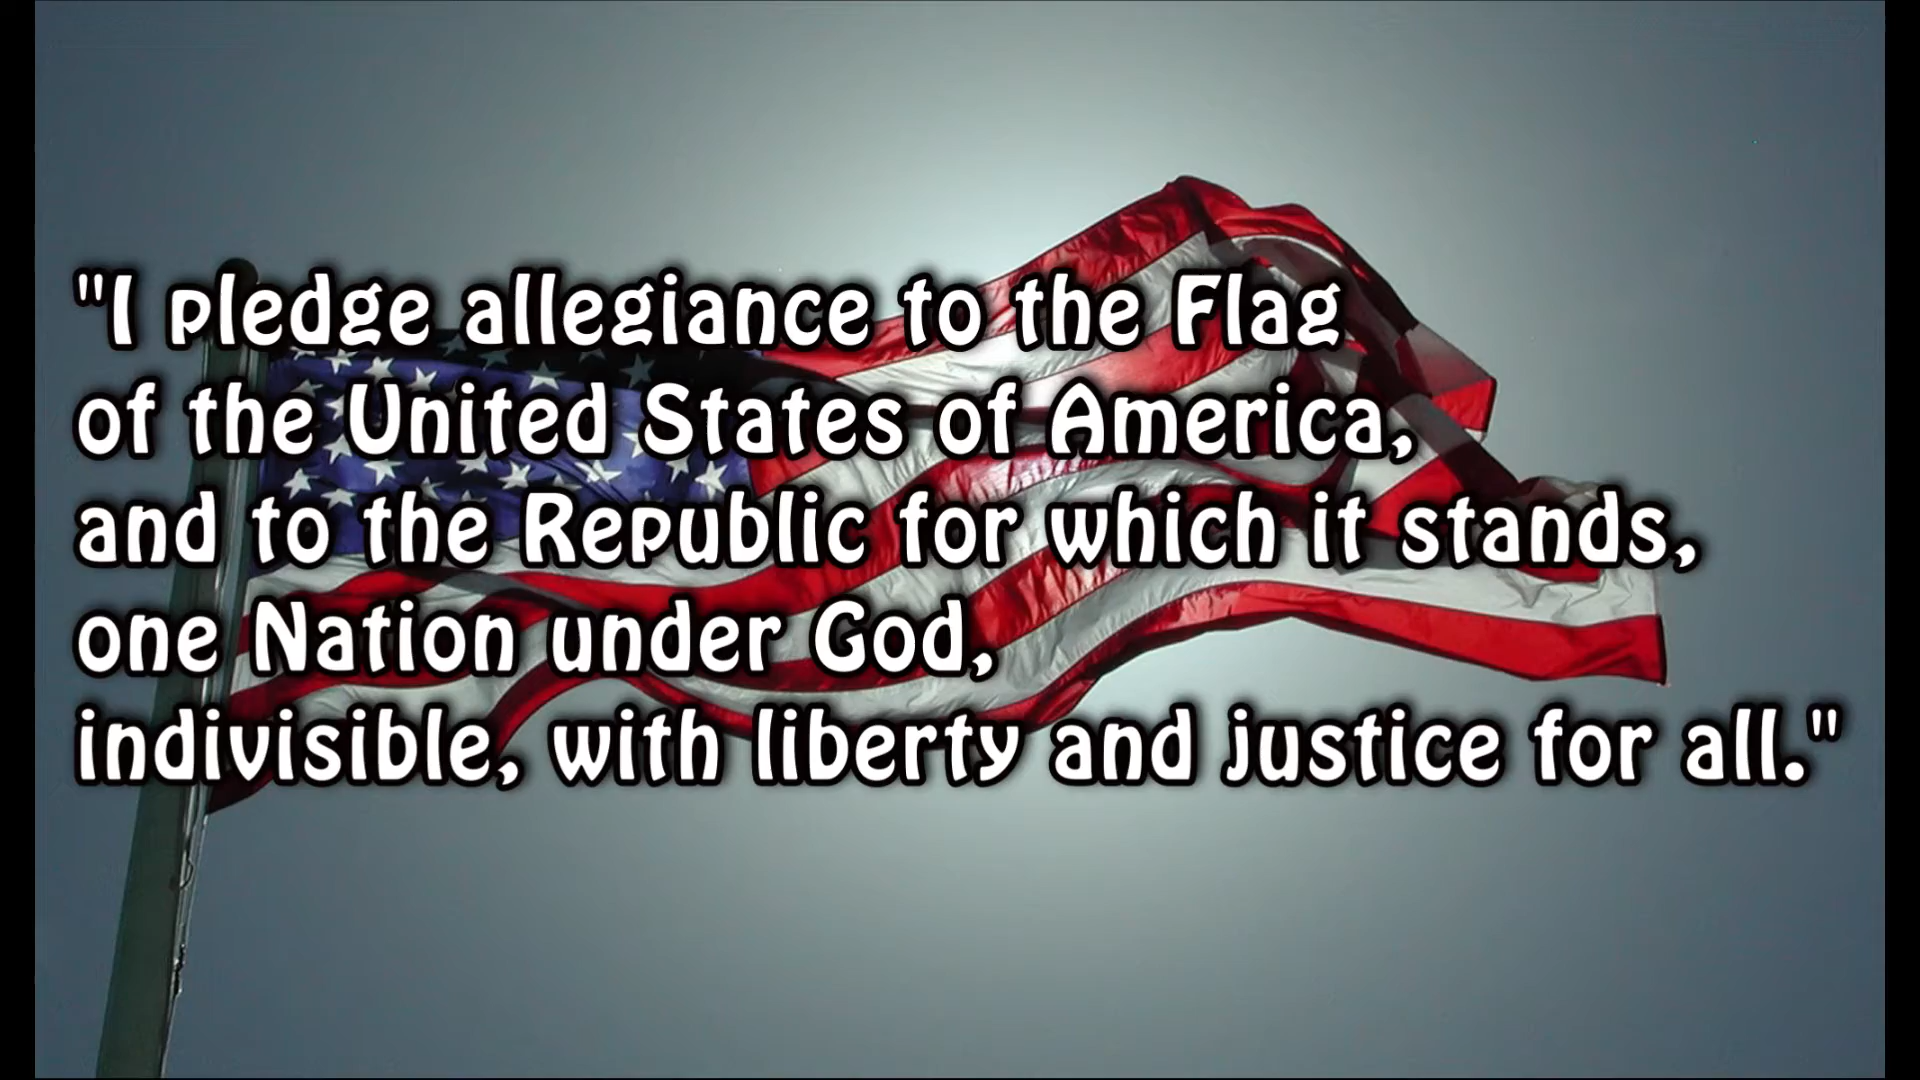 "I pledge allegiance to the Flag
of the United States of America,
and to the Republic for which it stands,
one Nation under God,
indivisible, with liberty and justice for all."